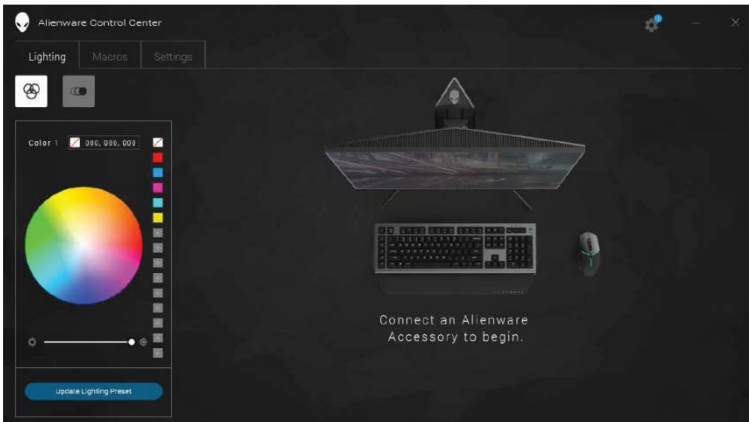 Alienware Control Center
Lighting
Macros
Settings
Color 1
000, 000, 000
Connect an Alienware
Accessory to begin.
Update Lighting Preset